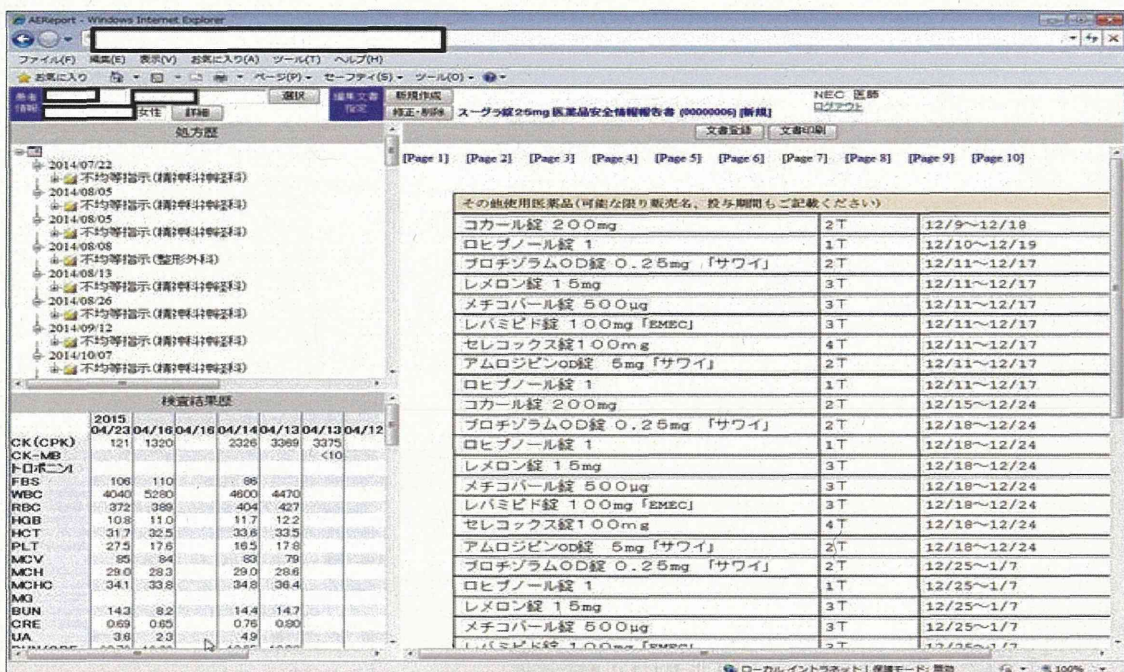 AEReport - Windows Internet Explorer
ファイル(F) 編集(E) 表示(V) お気に入り(A) ツール(T) ヘルプ(H)
お気に入り ページ(P) セーフティ(S) ツール(O)
患者情報 選択 編集文書指定 新規作成 NEC 医師
女性 詳細 修正・削除 スーグラ錠25mg 医薬品安全情報報告書 (00000006) [新規] ログアウト
処方歴
2014/07/22
不均等指示(精神科神経科)
2014/08/05
不均等指示(精神科神経科)
2014/08/05
不均等指示(精神科神経科)
2014/08/08
不均等指示(整形外科)
2014/08/13
不均等指示(精神科神経科)
2014/08/26
不均等指示(精神科神経科)
2014/09/12
不均等指示(精神科神経科)
2014/10/07
不均等指示(精神科神経科)
検査結果歴
2015
04/23 04/16 04/16 04/14 04/13 04/13 04/12
CK(CPK) 121 1320 2326 3369 3375
CK-MB <10
トロポニンI
FBS 106 110 86
WBC 4040 5280 4600 4470
RBC 372 389 404 427
HGB 10.8 11.0 11.7 12.2
HCT 31.7 32.5 33.6 33.5
PLT 27.5 17.6 16.5 17.8
MCV 85 84 83 79
MCH 29.0 28.3 29.0 28.6
MCHC 34.1 33.8 34.8 36.4
MG
BUN 14.3 8.2 14.4 14.7
CRE 0.69 0.65 0.76 0.80
UA 3.6 2.3 4.9
文書登録 文書印刷
[Page 1] [Page 2] [Page 3] [Page 4] [Page 5] [Page 6] [Page 7] [Page 8] [Page 9] [Page 10]
その他使用医薬品(可能な限り販売名、投与期間もご記載ください)
コカール錠 200mg 2T 12/9～12/18
ロヒプノール錠 1 1T 12/10～12/19
ブロチゾラムOD錠 0.25mg 「サワイ」 2T 12/11～12/17
レメロン錠 15mg 3T 12/11～12/17
メチコバール錠 500μg 3T 12/11～12/17
レバミピド錠 100mg「EMEC」 3T 12/11～12/17
セレコックス錠100mg 4T 12/11～12/17
アムロジピンOD錠 5mg「サワイ」 2T 12/11～12/17
ロヒプノール錠 1 1T 12/11～12/17
コカール錠 200mg 2T 12/15～12/24
ブロチゾラムOD錠 0.25mg 「サワイ」 2T 12/18～12/24
ロヒプノール錠 1 1T 12/18～12/24
レメロン錠 15mg 3T 12/18～12/24
メチコバール錠 500μg 3T 12/18～12/24
レバミピド錠 100mg「EMEC」 3T 12/18～12/24
セレコックス錠100mg 4T 12/18～12/24
アムロジピンOD錠 5mg「サワイ」 2T 12/18～12/24
ブロチゾラムOD錠 0.25mg 「サワイ」 2T 12/25～1/7
ロヒプノール錠 1 1T 12/25～1/7
レメロン錠 15mg 3T 12/25～1/7
メチコバール錠 500μg 3T 12/25～1/7
ローカル イントラネット | 保護モード: 無効 100%